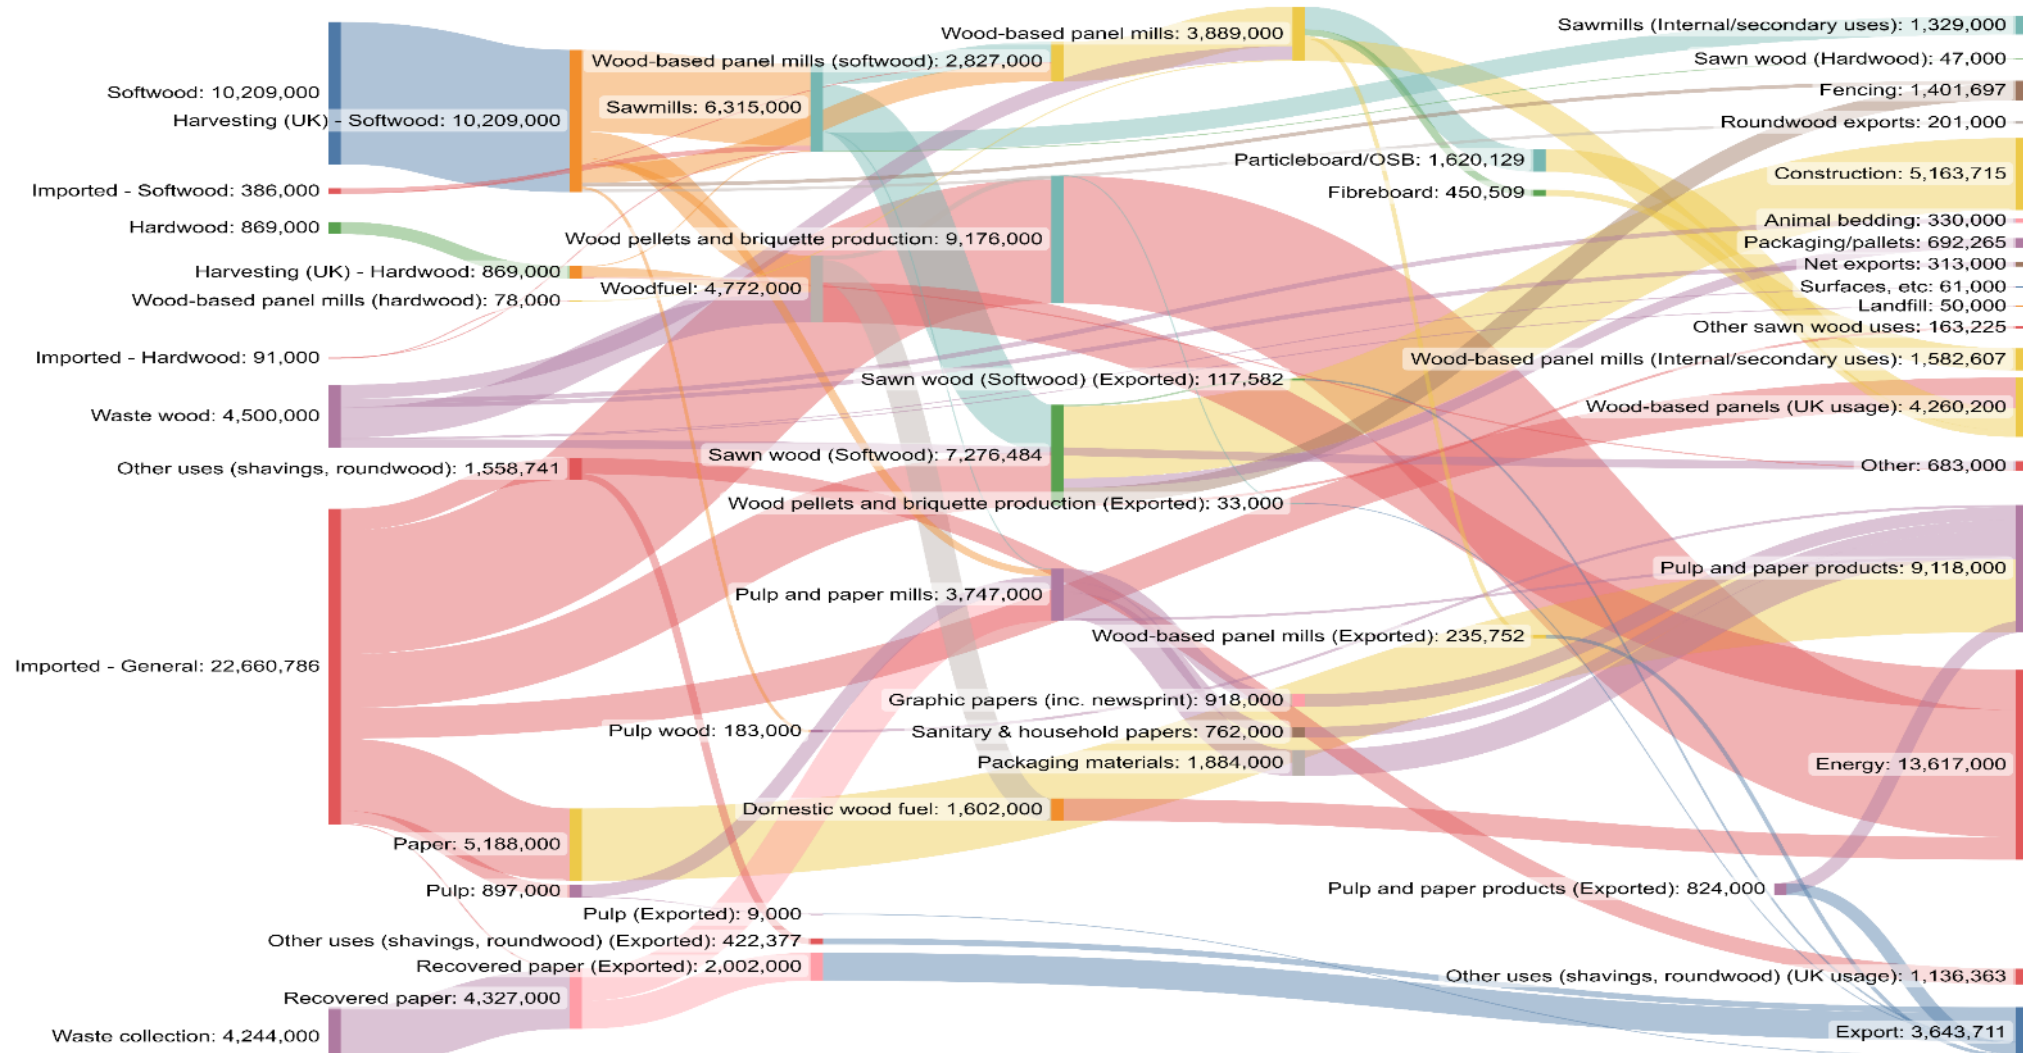 Softwood: 10,209,000
Harvesting (UK) - Softwood: 10,209,000
Imported - Softwood: 386,000
Hardwood: 869,000
Harvesting (UK) - Hardwood: 869,000
Wood-based panel mills (hardwood): 78,000
Imported - Hardwood: 91,000
Waste wood: 4,500,000
Other uses (shavings, roundwood): 1,558,741
Imported - General: 22,660,786
Paper: 5,188,000
Pulp: 897,000
Pulp (Exported): 9,000
Other uses (shavings, roundwood) (Exported): 422,377
Recovered paper (Exported): 2,002,000
Recovered paper: 4,327,000
Waste collection: 4,244,000
Wood-based panel mills: 3,889,000
Wood-based panel mills (softwood): 2,827,000
Sawmills: 6,315,000
Wood pellets and briquette production: 9,176,000
Woodfuel: 4,772,000
Sawn wood (Softwood) (Exported): 117,582
Sawn wood (Softwood): 7,276,484
Wood pellets and briquette production (Exported): 33,000
Pulp and paper mills: 3,747,000
Wood-based panel mills (Exported): 235,752
Graphic papers (inc. newsprint): 918,000
Pulp wood: 183,000
Sanitary & household papers: 762,000
Packaging materials: 1,884,000
Domestic wood fuel: 1,602,000
Particleboard/OSB: 1,620,129
Fibreboard: 450,509
Sawmills (Internal/secondary uses): 1,329,000
Sawn wood (Hardwood): 47,000
Fencing: 1,401,697
Roundwood exports: 201,000
Construction: 5,163,715
Animal bedding: 330,000
Packaging/pallets: 692,265
Net exports: 313,000
Surfaces, etc: 61,000
Landfill: 50,000
Other sawn wood uses: 163,225
Wood-based panel mills (Internal/secondary uses): 1,582,607
Wood-based panels (UK usage): 4,260,200
Other: 683,000
Pulp and paper products: 9,118,000
Energy: 13,617,000
Pulp and paper products (Exported): 824,000
Other uses (shavings, roundwood) (UK usage): 1,136,363
Export: 3,643,711